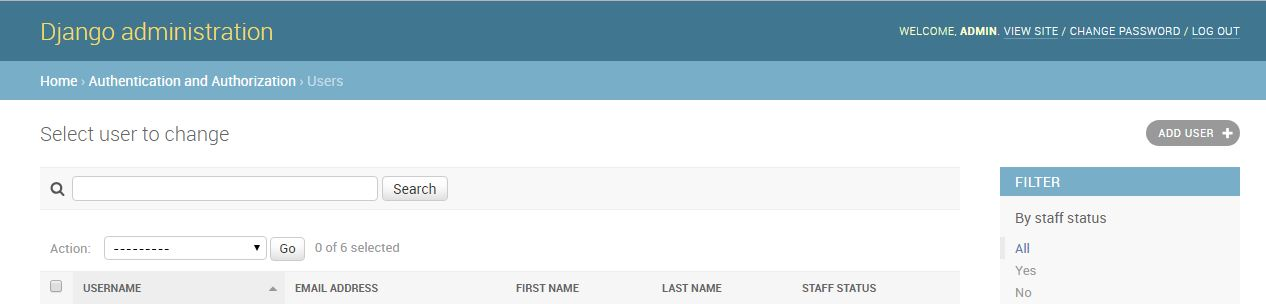 Django administration
WELCOME, ADMIN. VIEW SITE / CHANGE PASSWORD / LOG OUT
Home › Authentication and Authorization › Users
Select user to change
ADD USER +
Search
FILTER
By staff status
All
Yes
No
Action: --------- Go 0 of 6 selected
USERNAME EMAIL ADDRESS FIRST NAME LAST NAME STAFF STATUS